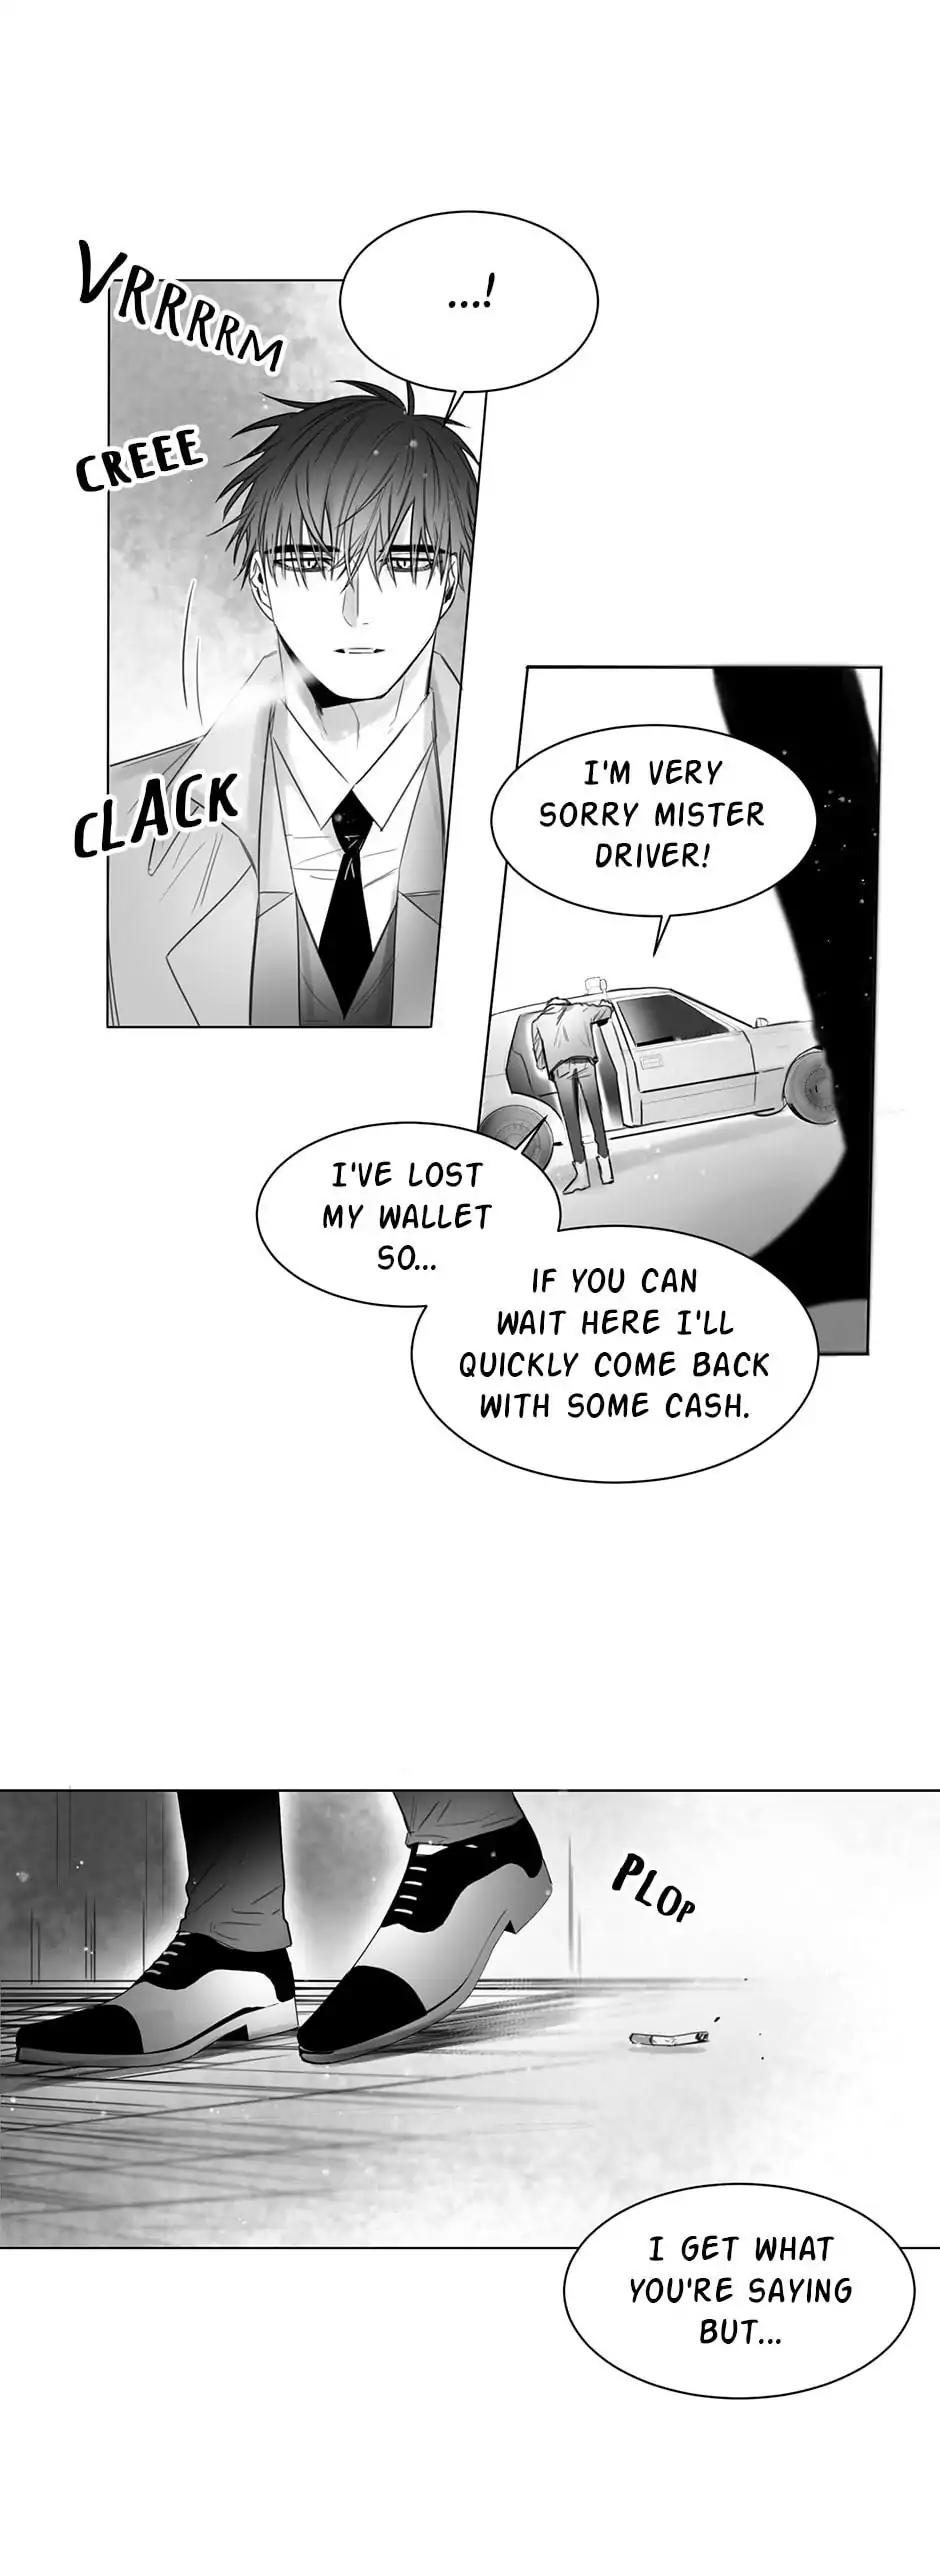 ...!
VRRRRM
CREEE
CLACK
I'M VERY
SORRY MISTER
DRIVER!
I'VE LOST
MY WALLET
SO...
IF YOU CAN
WAIT HERE I'LL
QUICKLY COME BACK
WITH SOME CASH.
PLOP
I GET WHAT
YOU'RE SAYING
BUT...